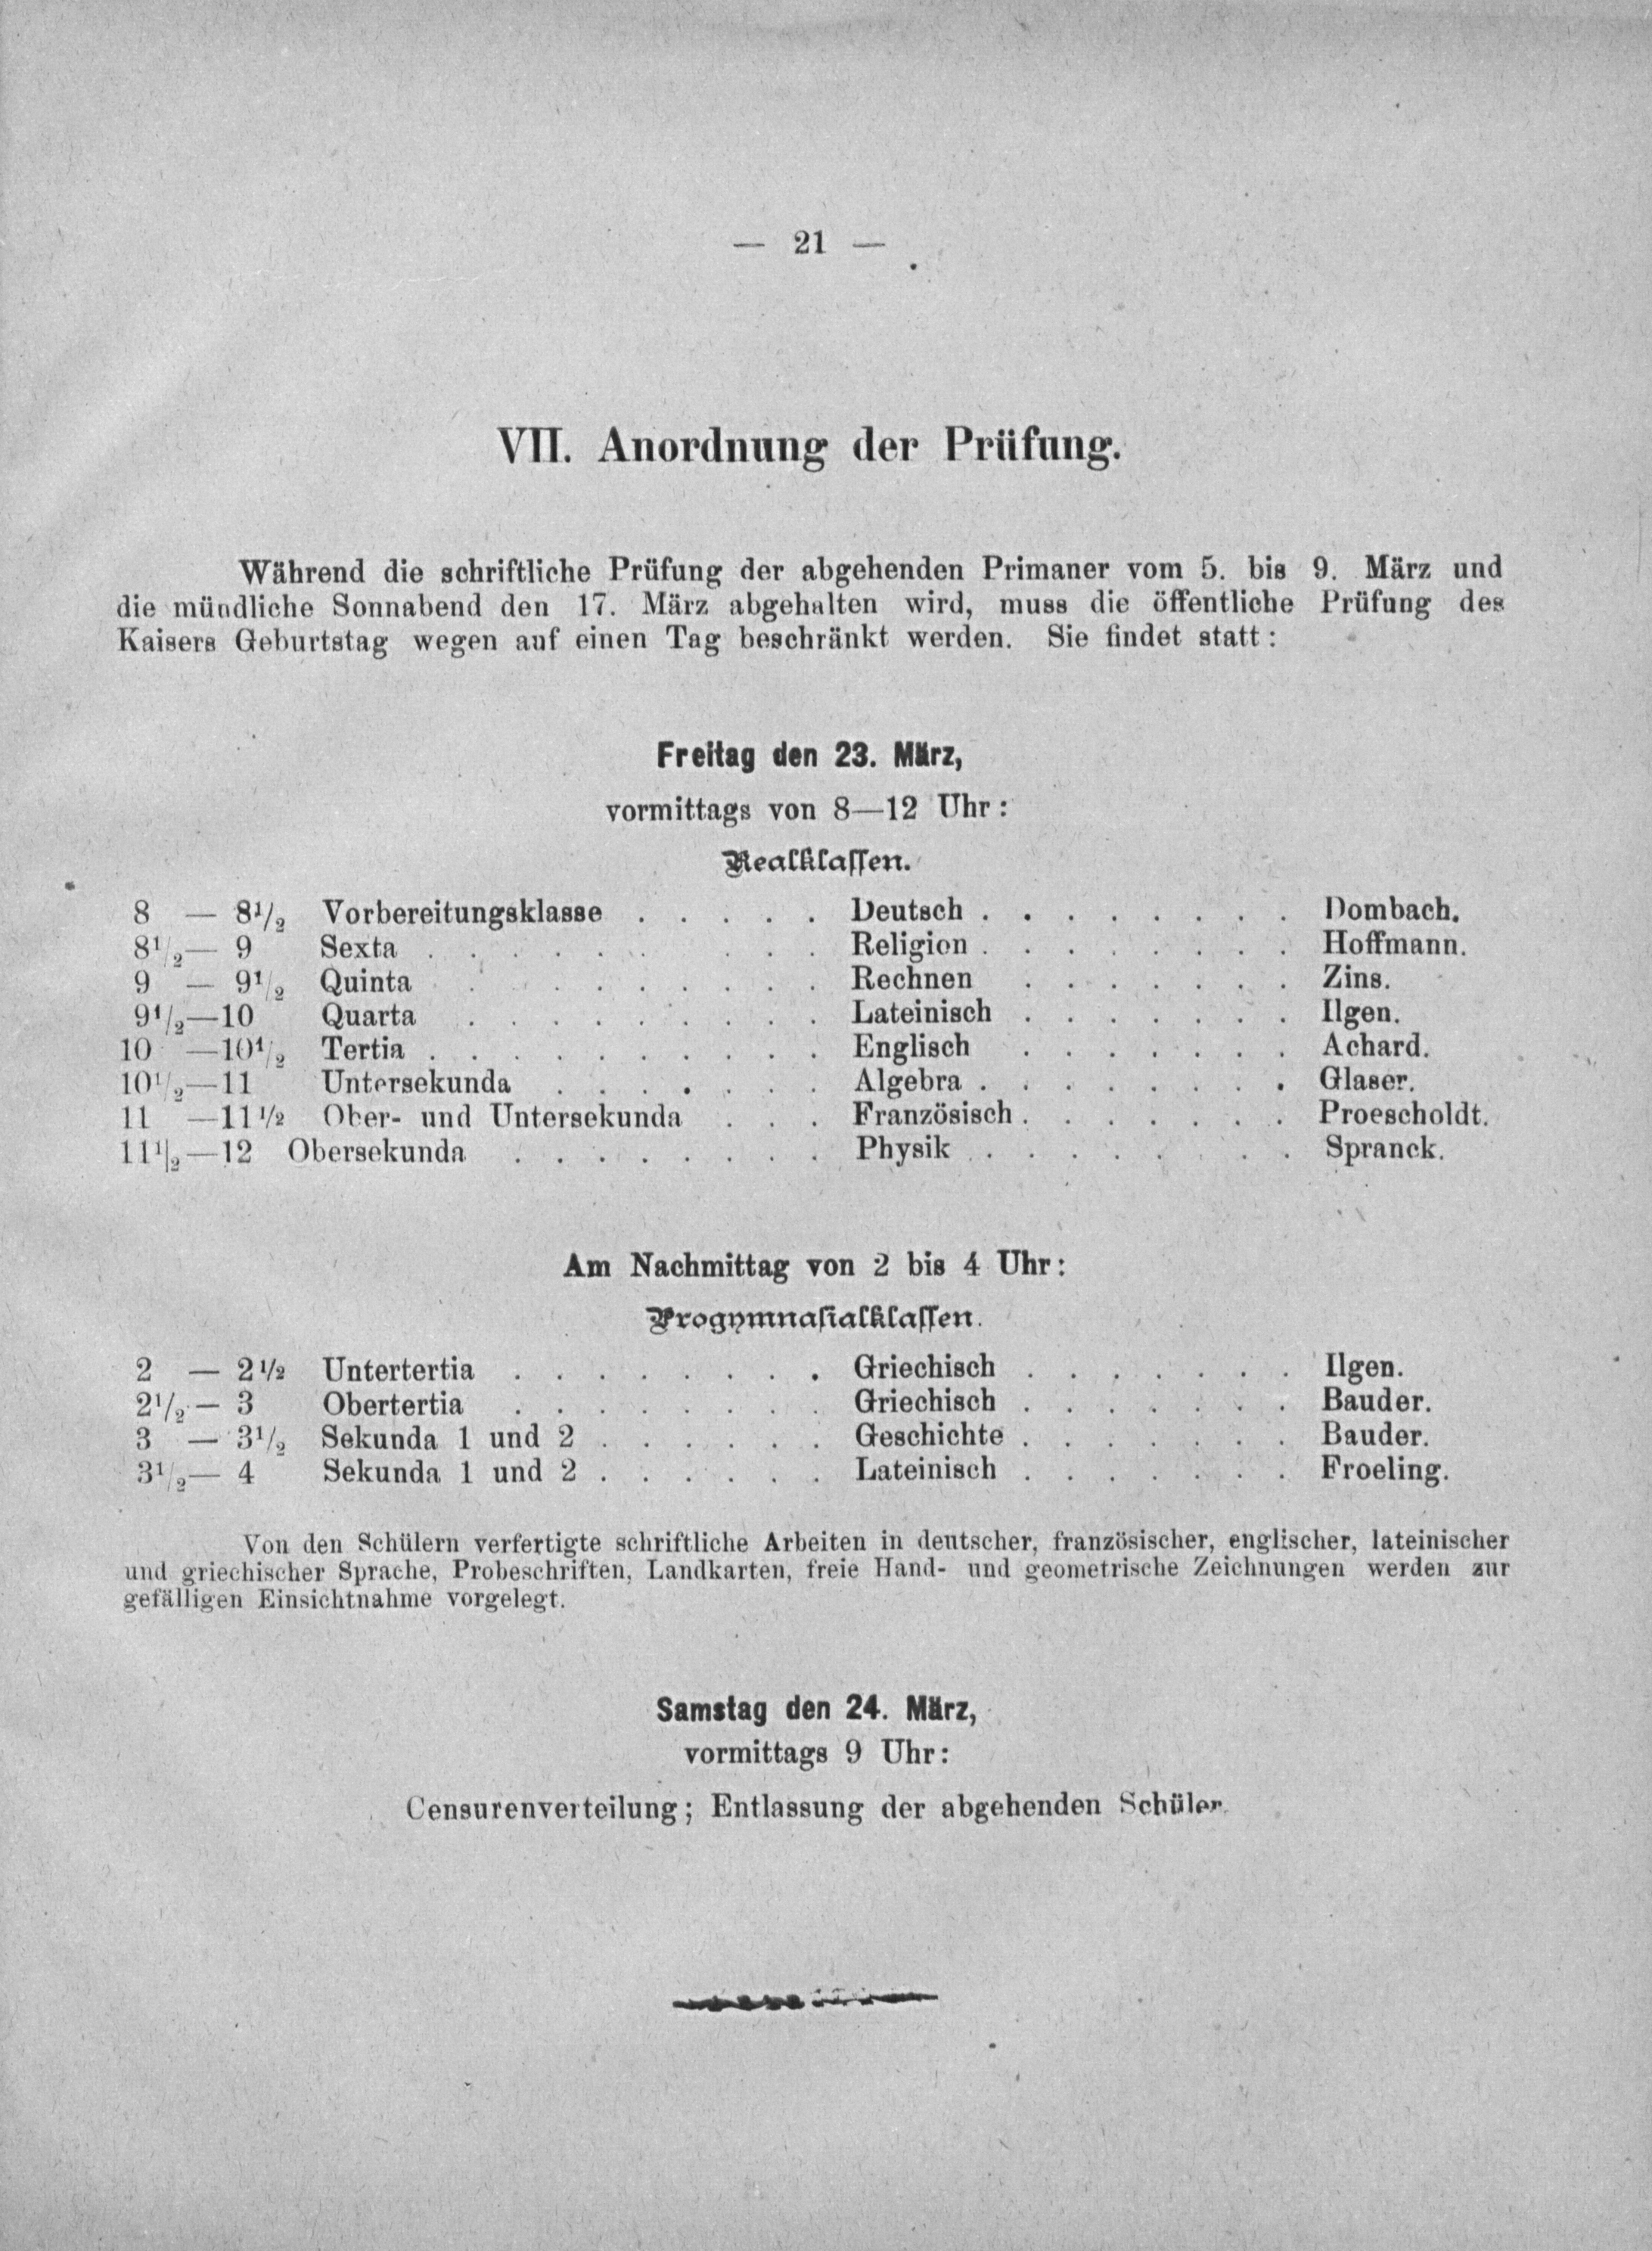 — 21 —
VII. Anordnung der Prüfung.
Während die schriftliche Prüfung der abgehenden Primaner vom 5. bis 9. März und
die mündliche Sonnabend den 17. März abgehalten wird, muss die öffentliche Prüfung des
Kaisers Geburtstag wegen auf einen Tag beschränkt werden. Sie findet statt:
Freitag den 23. März,
vormittags von 8—12 Uhr:
Realklassen.
8 — 8½ Vorbereitungsklasse . . . . . Deutsch . . . . . . . . Dombach.
8½— 9 Sexta . . . . . . . . . Religion . . . . . . . . Hoffmann.
9 — 9½ Quinta . . . . . . . . Rechnen . . . . . . . Zins.
9½—10 Quarta . . . . . . . . . Lateinisch . . . . . . . Ilgen.
10 —10½ Tertia . . . . . . . . . . Englisch . . . . . . . Achard.
10½—11 Untersekunda . . . . . . . Algebra . . . . . . . . Glaser.
11 —11½ Ober- und Untersekunda . . . Französisch . . . . . . . Proescholdt.
11½—12 Obersekunda . . . . . . . . Physik . . . . . . . . Spranck.
Am Nachmittag von 2 bis 4 Uhr:
Progymnasialklassen.
2 — 2½ Untertertia . . . . . . . . Griechisch . . . . . . . Ilgen.
2½ — 3 Obertertia . . . . . . . . Griechisch . . . . . . . Bauder.
3 — 3½ Sekunda 1 und 2 . . . . . . Geschichte . . . . . . . Bauder.
3½— 4 Sekunda 1 und 2 . . . . . . Lateinisch . . . . . . . Froeling.
Von den Schülern verfertigte schriftliche Arbeiten in deutscher, französischer, englischer, lateinischer
und griechischer Sprache, Probeschriften, Landkarten, freie Hand- und geometrische Zeichnungen werden zur
gefälligen Einsichtnahme vorgelegt.
Samstag den 24. März,
vormittags 9 Uhr:
Censurenverteilung; Entlassung der abgehenden Schüler.